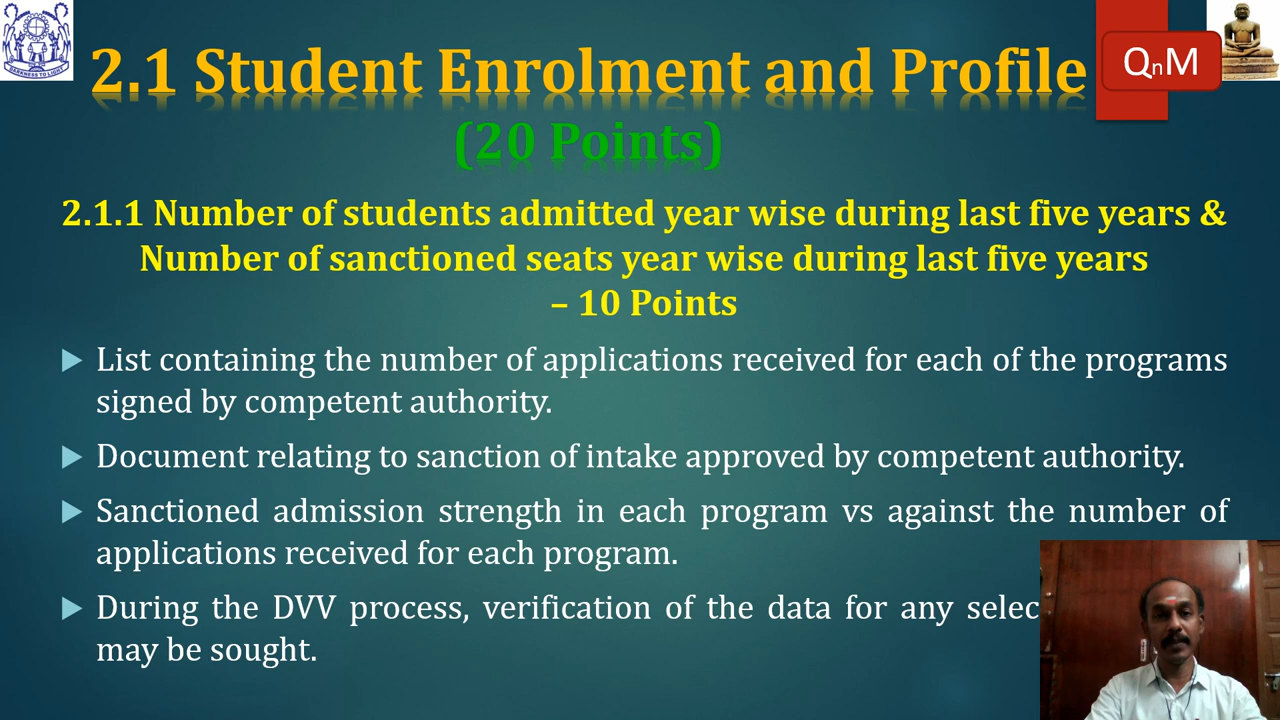 2.1 Student Enrolment and Profile
QnM
(20 Points)
2.1.1 Number of students admitted year wise during last five years &
Number of sanctioned seats year wise during last five years
– 10 Points
List containing the number of applications received for each of the programs
signed by competent authority.
Document relating to sanction of intake approved by competent authority.
Sanctioned admission strength in each program vs against the number of
applications received for each program.
During the DVV process, verification of the data for any selec
may be sought.